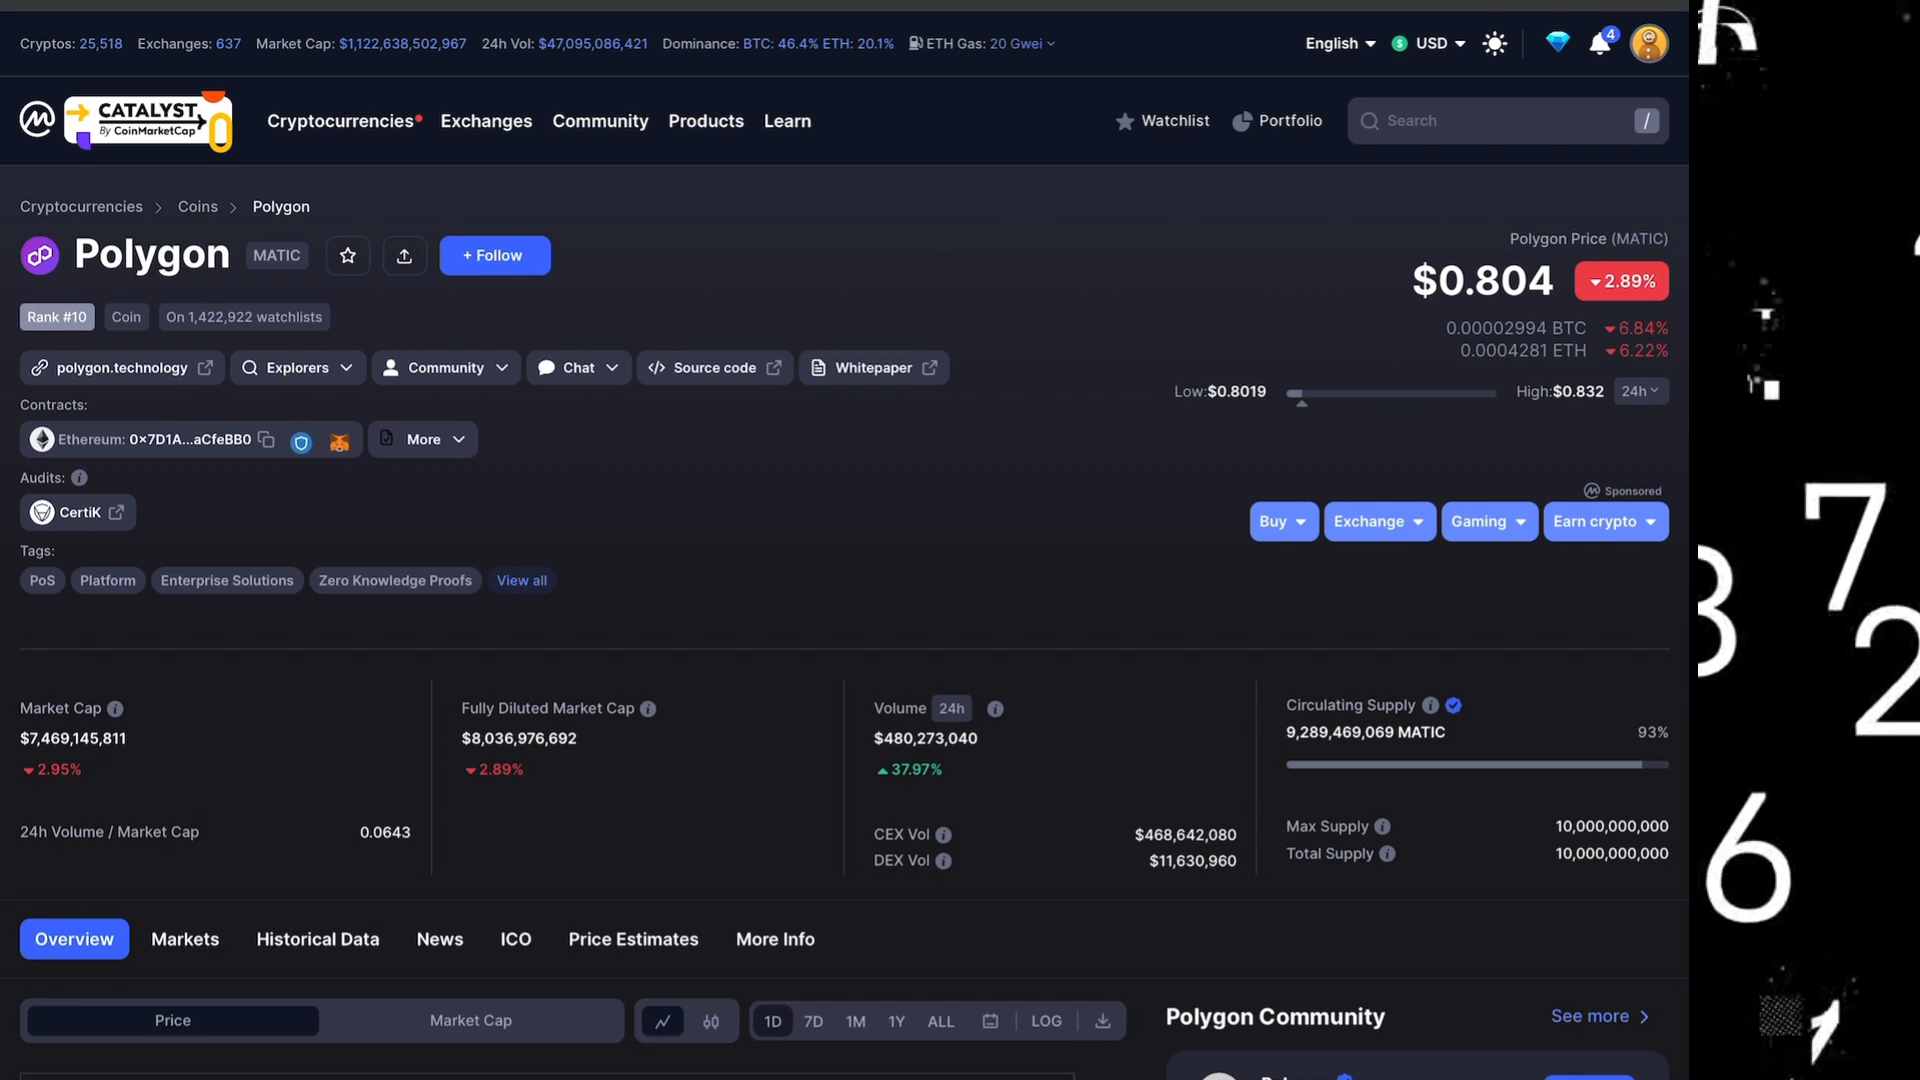 Cryptos: 25,518 Exchanges: 637 Market Cap: $1,122,638,502,967 24h Vol: $47,095,086,421 Dominance: BTC: 46.4% ETH: 20.1% ETH Gas: 20 Gwei
English USD 4
CATALYST
By CoinMarketCap
Cryptocurrencies Exchanges Community Products Learn
Watchlist Portfolio Search /
Cryptocurrencies > Coins > Polygon
Polygon MATIC + Follow
Rank #10 Coin On 1,422,922 watchlists
polygon.technology Explorers Community Chat Source code Whitepaper
Contracts:
Ethereum: 0x7D1A...aCfeBB0 More
Audits:
CertiK
Tags:
PoS Platform Enterprise Solutions Zero Knowledge Proofs View all
Polygon Price (MATIC)
$0.804 2.89%
0.00002994 BTC 6.84%
0.0004281 ETH 6.22%
Low:$0.8019 High:$0.832 24h
Sponsored
Buy Exchange Gaming Earn crypto
Market Cap
$7,469,145,811
2.95%
24h Volume / Market Cap 0.0643
Fully Diluted Market Cap
$8,036,976,692
2.89%
Volume 24h
$480,273,040
37.97%
CEX Vol $468,642,080
DEX Vol $11,630,960
Circulating Supply
9,289,469,069 MATIC 93%
Max Supply 10,000,000,000
Total Supply 10,000,000,000
Overview Markets Historical Data News ICO Price Estimates More Info
Price Market Cap 1D 7D 1M 1Y ALL LOG
Polygon Community See more >
7
2
6